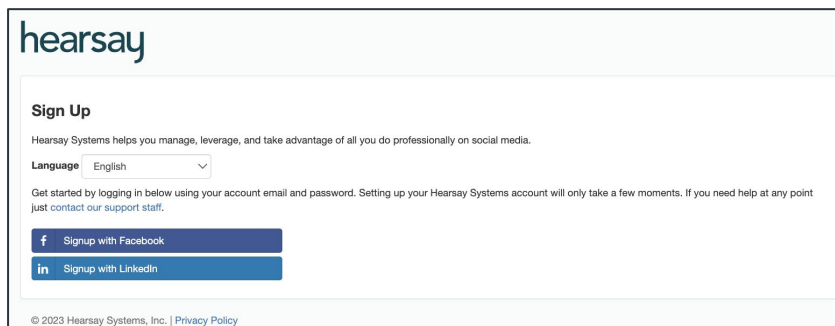 hearsay
Sign Up
Hearsay Systems helps you manage, leverage, and take advantage of all you do professionally on social media.
Language English
Get started by logging in below using your account email and password. Setting up your Hearsay Systems account will only take a few moments. If you need help at any point
just contact our support staff.
f Signup with Facebook
in Signup with LinkedIn
© 2023 Hearsay Systems, Inc. | Privacy Policy